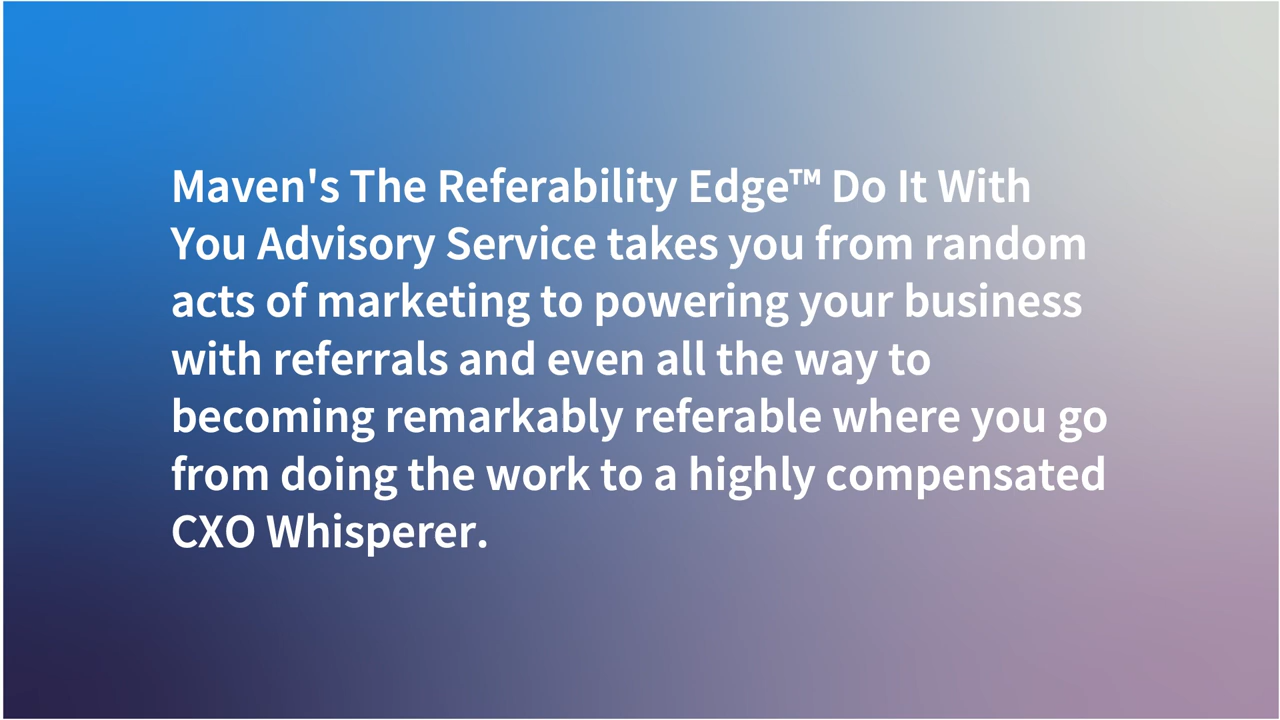 Maven's The Referability Edge™ Do It With
You Advisory Service takes you from random
acts of marketing to powering your business
with referrals and even all the way to
becoming remarkably referable where you go
from doing the work to a highly compensated
CXO Whisperer.